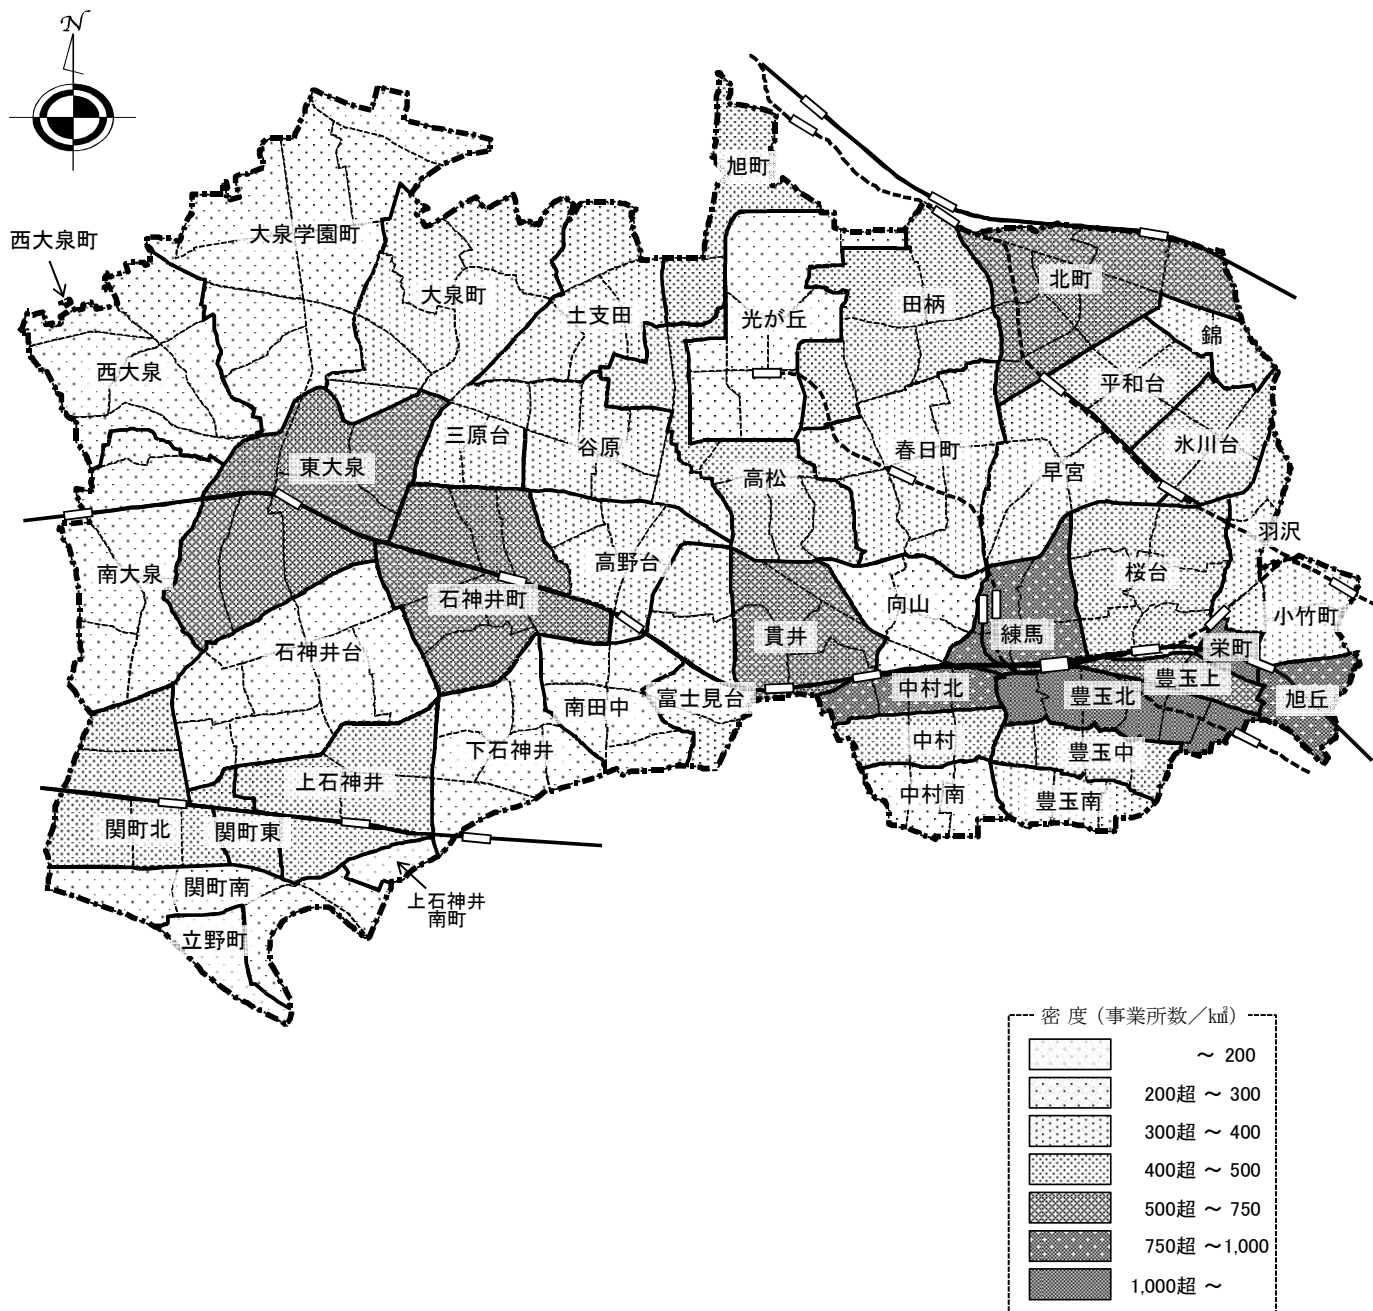 N
旭町
西大泉町
大泉学園町
大泉町
土支田
光が丘
田柄
北町
錦
西大泉
平和台
三原台
谷原
春日町
氷川台
東大泉
高松
早宮
羽沢
南大泉
高野台
桜台
石神井町
向山
小竹町
貫井
練馬
石神井台
栄町
豊玉上
富士見台
中村北
豊玉北
旭丘
南田中
下石神井
中村
豊玉中
上石神井
中村南
豊玉南
関町北
関町東
関町南
上石神井
南町
立野町
密度(事業所数/㎢)
～ 200
200超 ～ 300
300超 ～ 400
400超 ～ 500
500超 ～ 750
750超 ～1,000
1,000超 ～